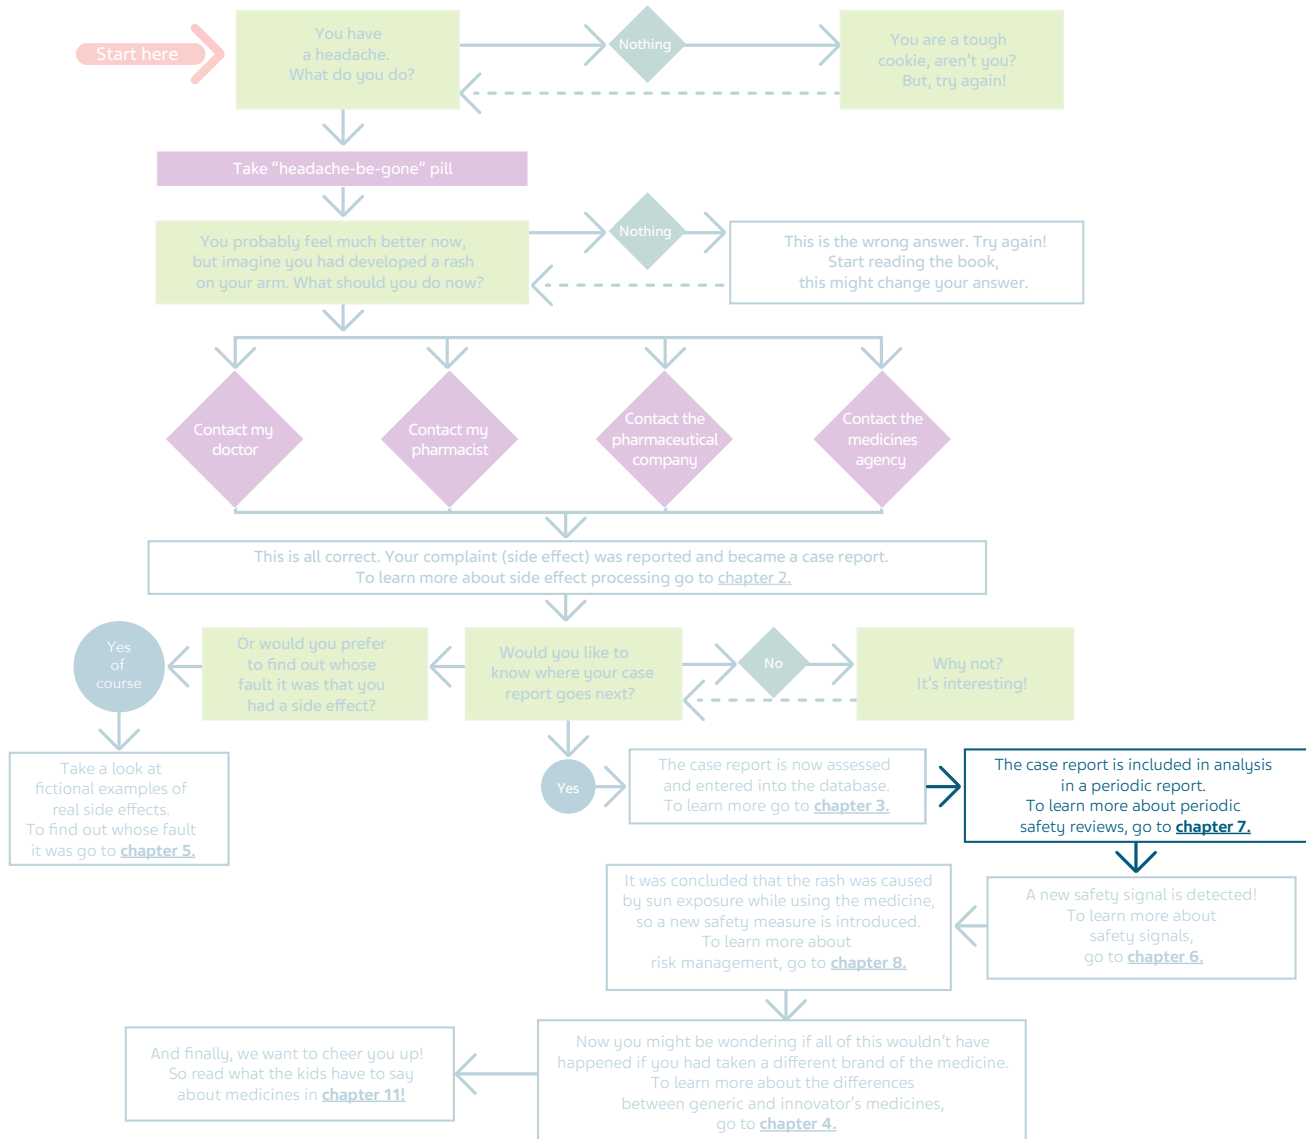 Start here
You have
a headache.
What do you do?
Nothing
You are a tough
cookie, aren't you?
But, try again!
Take “headache-be-gone” pill
You probably feel much better now,
but imagine you had developed a rash
on your arm. What should you do now?
Nothing
This is the wrong answer. Try again!
Start reading the book,
this might change your answer.
Contact my
doctor
Contact my
pharmacist
Contact the
pharmaceutical
company
Contact the
medicines
agency
This is all correct. Your complaint (side effect) was reported and became a case report.
To learn more about side effect processing go to chapter 2.
Yes
of
course
Or would you prefer
to find out whose
fault it was that you
had a side effect?
Would you like to
know where your case
report goes next?
No
Why not?
It's interesting!
Take a look at
fictional examples of
real side effects.
To find out whose fault
it was go to chapter 5.
Yes
The case report is now assessed
and entered into the database.
To learn more go to chapter 3.
The case report is included in analysis
in a periodic report.
To learn more about periodic
safety reviews, go to chapter 7.
It was concluded that the rash was caused
by sun exposure while using the medicine,
so a new safety measure is introduced.
To learn more about
risk management, go to chapter 8.
A new safety signal is detected!
To learn more about
safety signals,
go to chapter 6.
And finally, we want to cheer you up!
So read what the kids have to say
about medicines in chapter 11!
Now you might be wondering if all of this wouldn't have
happened if you had taken a different brand of the medicine.
To learn more about the differences
between generic and innovator's medicines,
go to chapter 4.